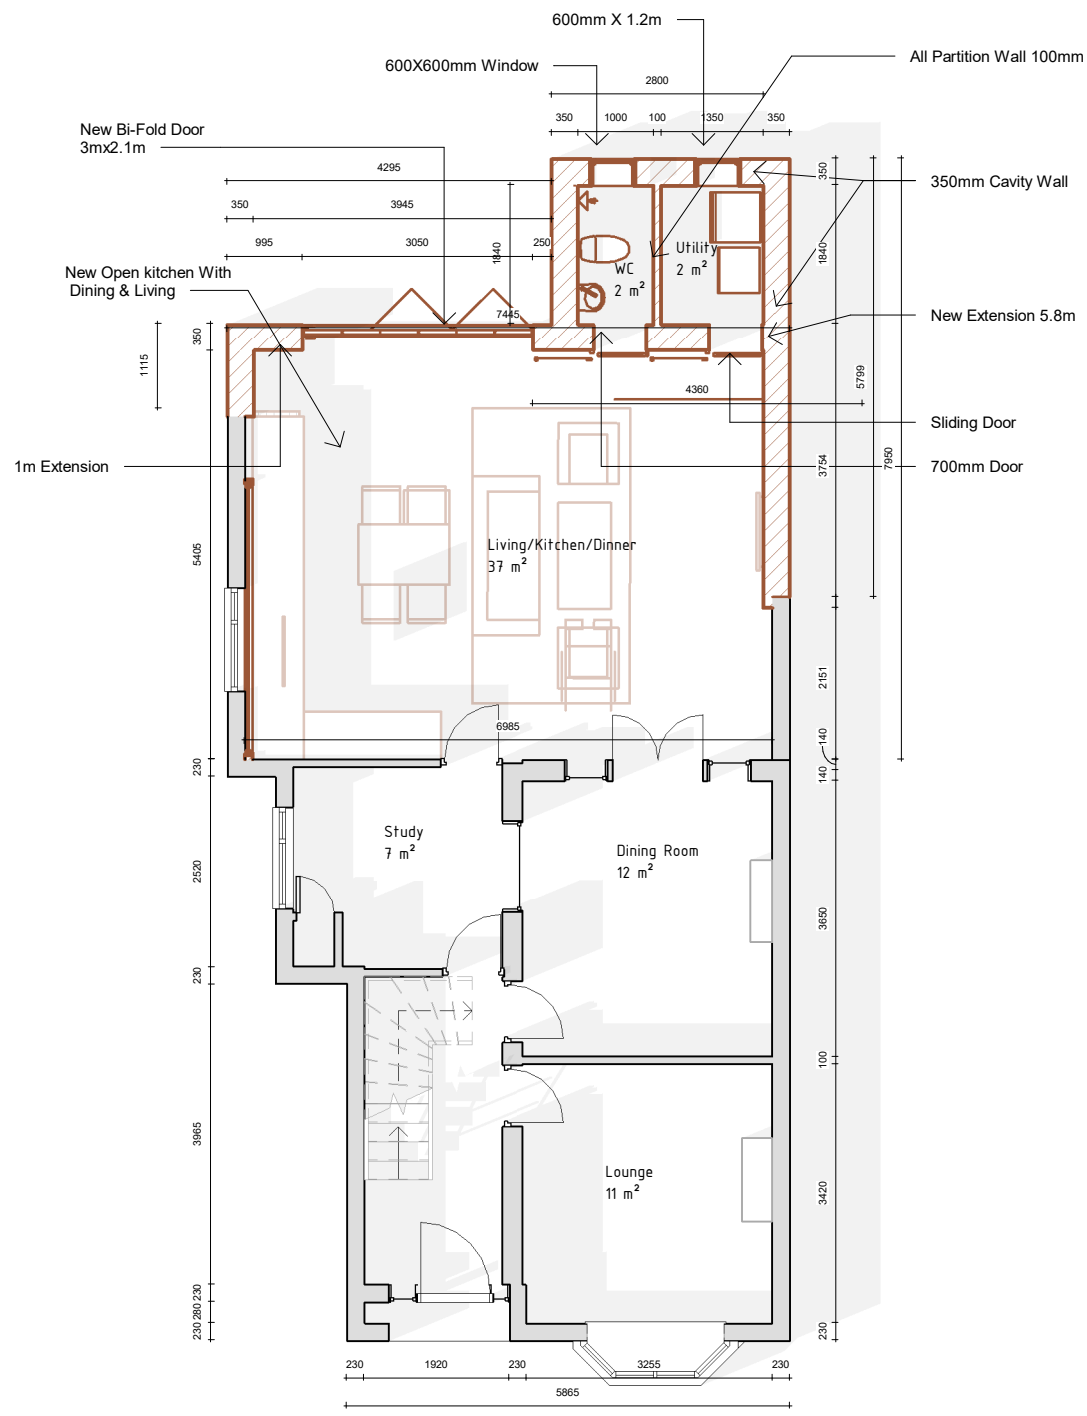 600mm X 1.2m
600X600mm Window
All Partition Wall 100mm
2800
350
1000
100
1350
350
New Bi-Fold Door
3mx2.1m
4295
350
350mm Cavity Wall
350
3945
995
3050
250
1840
1840
Utility
2 m²
WC
2 m²
New Open kitchen With
Dining & Living
7445
New Extension 5.8m
350
1115
5799
4360
Sliding Door
1m Extension
700mm Door
3754
7950
5405
Living/Kitchen/Dinner
37 m²
2151
6985
140
230
140
Study
7 m²
Dining Room
12 m²
2520
3650
230
100
3965
Lounge
11 m²
3420
230
280
230
230
230
1920
230
3255
230
5865